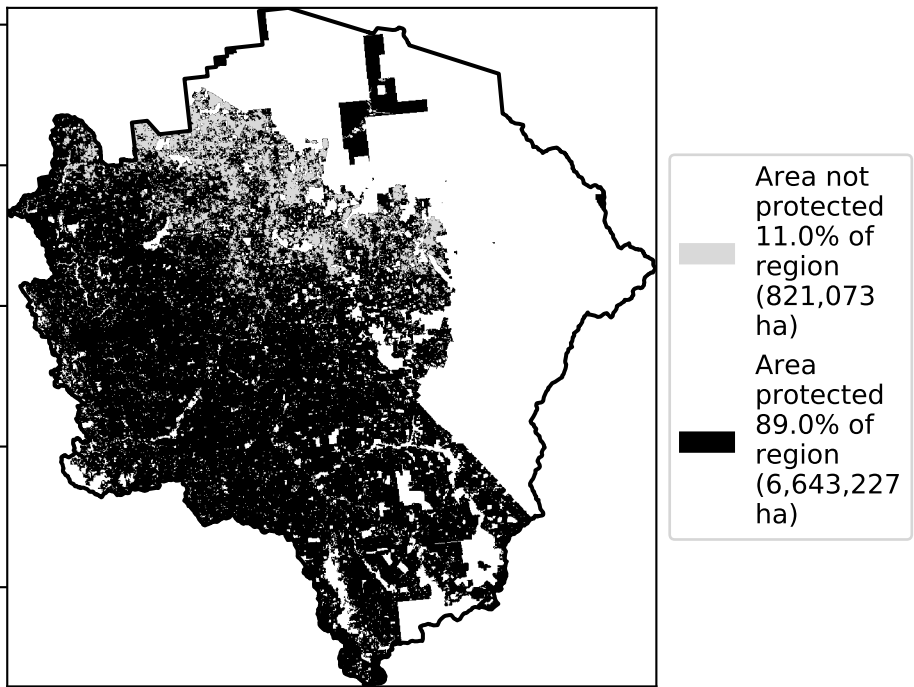 Area not
protected
11.0% of
region
(821,073
ha)
Area
protected
89.0% of
region
(6,643,227
ha)